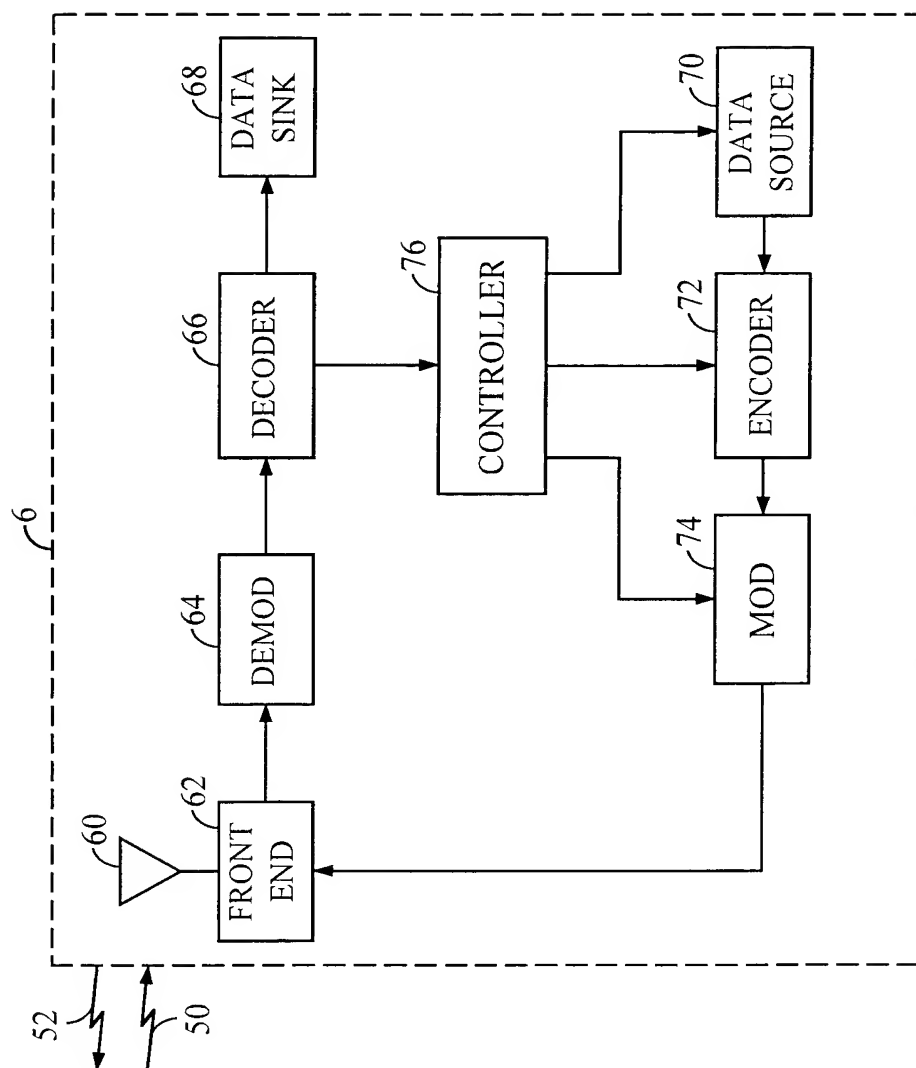 6
52
50
60
62
FRONT
END
64
DEMOD
66
DECODER
68
DATA
SINK
76
CONTROLLER
74
MOD
72
ENCODER
70
DATA
SOURCE